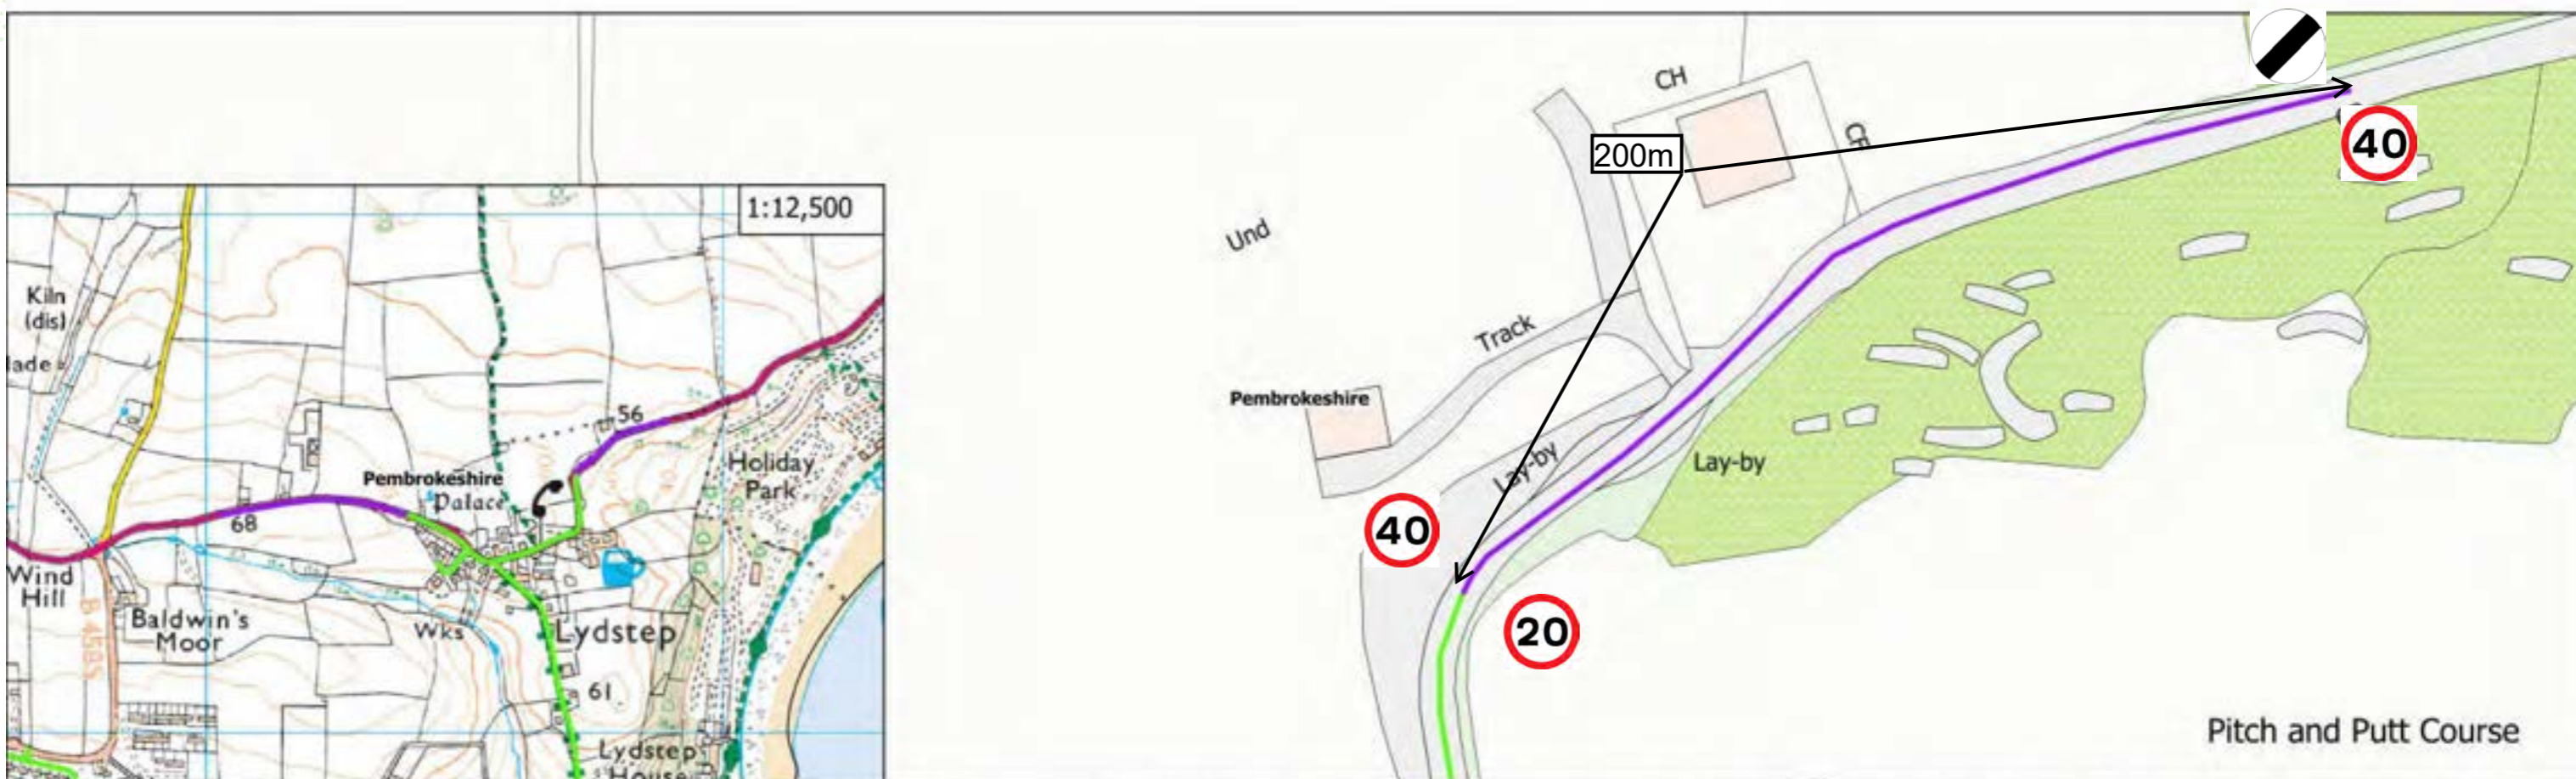 1:12,500
Kiln
(dis)
lade
56
Holiday
Park
Pembrokeshire
Palace
68
Wind
Hill
B 4585
Baldwin's
Moor
Wks
Lydstep
61
Lydstep
House
CH
CF
200m
40
Und
Track
Pembrokeshire
Lay-by
Lay-by
40
20
Pitch and Putt Course